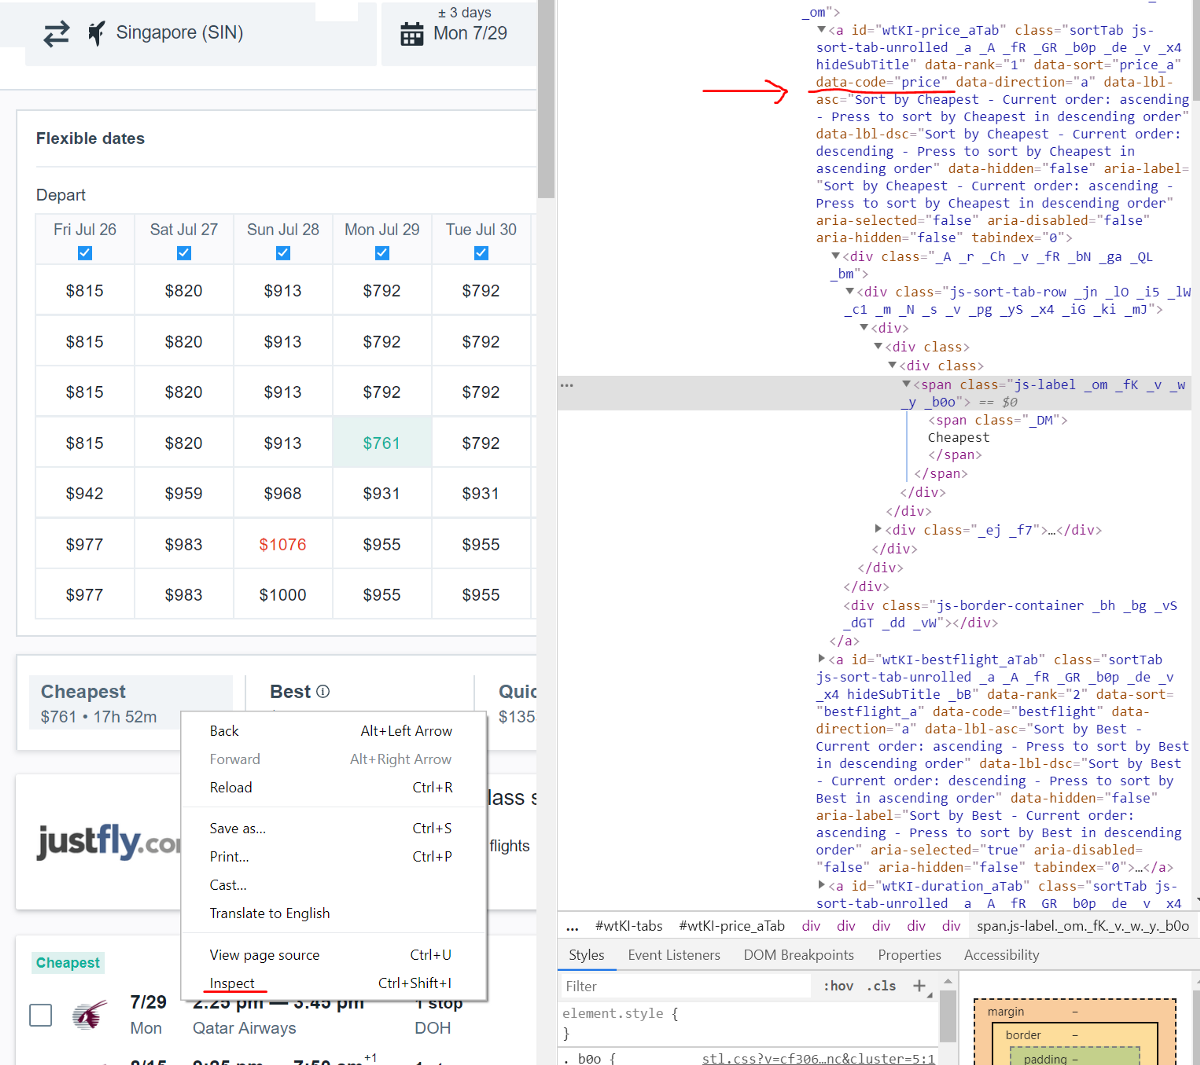 ± 3 days
Singapore (SIN)
Mon 7/29
Flexible dates
Depart
Fri Jul 26 Sat Jul 27 Sun Jul 28 Mon Jul 29 Tue Jul 30
$815 $820 $913 $792 $792
$815 $820 $913 $792 $792
$815 $820 $913 $792 $792
$815 $820 $913 $761 $792
$942 $959 $968 $931 $931
$977 $983 $1076 $955 $955
$977 $983 $1000 $955 $955
Cheapest Best
$761 • 17h 52m $135
Back Alt+Left Arrow
Forward Alt+Right Arrow
Reload Ctrl+R
Save as... Ctrl+S
Print... Ctrl+P
Cast...
Translate to English
View page source Ctrl+U
Inspect Ctrl+Shift+I
justfly
flights
Cheapest
7/29 2:25 pm — 3:45 pm 1 stop
Mon Qatar Airways DOH
+1
_om">
▼<a id="wtKI-price_aTab" class="sortTab js-
sort-tab-unrolled _a _A _fR _GR _b0p _de _v _x4
hideSubTitle" data-rank="1" data-sort="price_a"
data-code="price" data-direction="a" data-lbl-
asc="Sort by Cheapest - Current order: ascending
- Press to sort by Cheapest in descending order"
data-lbl-dsc="Sort by Cheapest - Current order:
descending - Press to sort by Cheapest in
ascending order" data-hidden="false" aria-label=
"Sort by Cheapest - Current order: ascending -
Press to sort by Cheapest in descending order"
aria-selected="false" aria-disabled="false"
aria-hidden="false" tabindex="0">
▼<div class="_A _r _Ch _v _fR _bN _ga _QL
_bm">
▼<div class="js-sort-tab-row _jn _lO _i5 _lW
_c1 _m _N _s _v _pg _yS _x4 _iG _ki _mJ">
▼<div>
▼<div class>
▼<div class>
... ▼<span class="js-label _om _fK _v _w
_y _b0o"> == $0
<span class="_DM">
Cheapest
</span>
</span>
</div>
</div>
▶<div class="_ej _f7">…</div>
</div>
</div>
</div>
<div class="js-border-container _bh _bg _vS
_dGT _dd _vW"></div>
</a>
▶<a id="wtKI-bestflight_aTab" class="sortTab
js-sort-tab-unrolled _a _A _fR _GR _b0p _de _v
_x4 hideSubTitle _bB" data-rank="2" data-sort=
"bestflight_a" data-code="bestflight" data-
direction="a" data-lbl-asc="Sort by Best -
Current order: ascending - Press to sort by Best
in descending order" data-lbl-dsc="Sort by Best
- Current order: descending - Press to sort by
Best in ascending order" data-hidden="false"
aria-label="Sort by Best - Current order:
ascending - Press to sort by Best in descending
order" aria-selected="true" aria-disabled=
"false" aria-hidden="false" tabindex="0">…</a>
▶<a id="wtKI-duration_aTab" class="sortTab js-
sort-tab-unrolled _a _A _fR _GR _b0p _de _v _x4
... #wtKI-tabs #wtKI-price_aTab div div div div div span.js-label._om._fK._v._w._y._b0o
Styles Event Listeners DOM Breakpoints Properties Accessibility
Filter :hov .cls +
element.style {
}
._b0o { stl.css?v=cf306…nc&cluster=5:1
margin –
border –
padding –